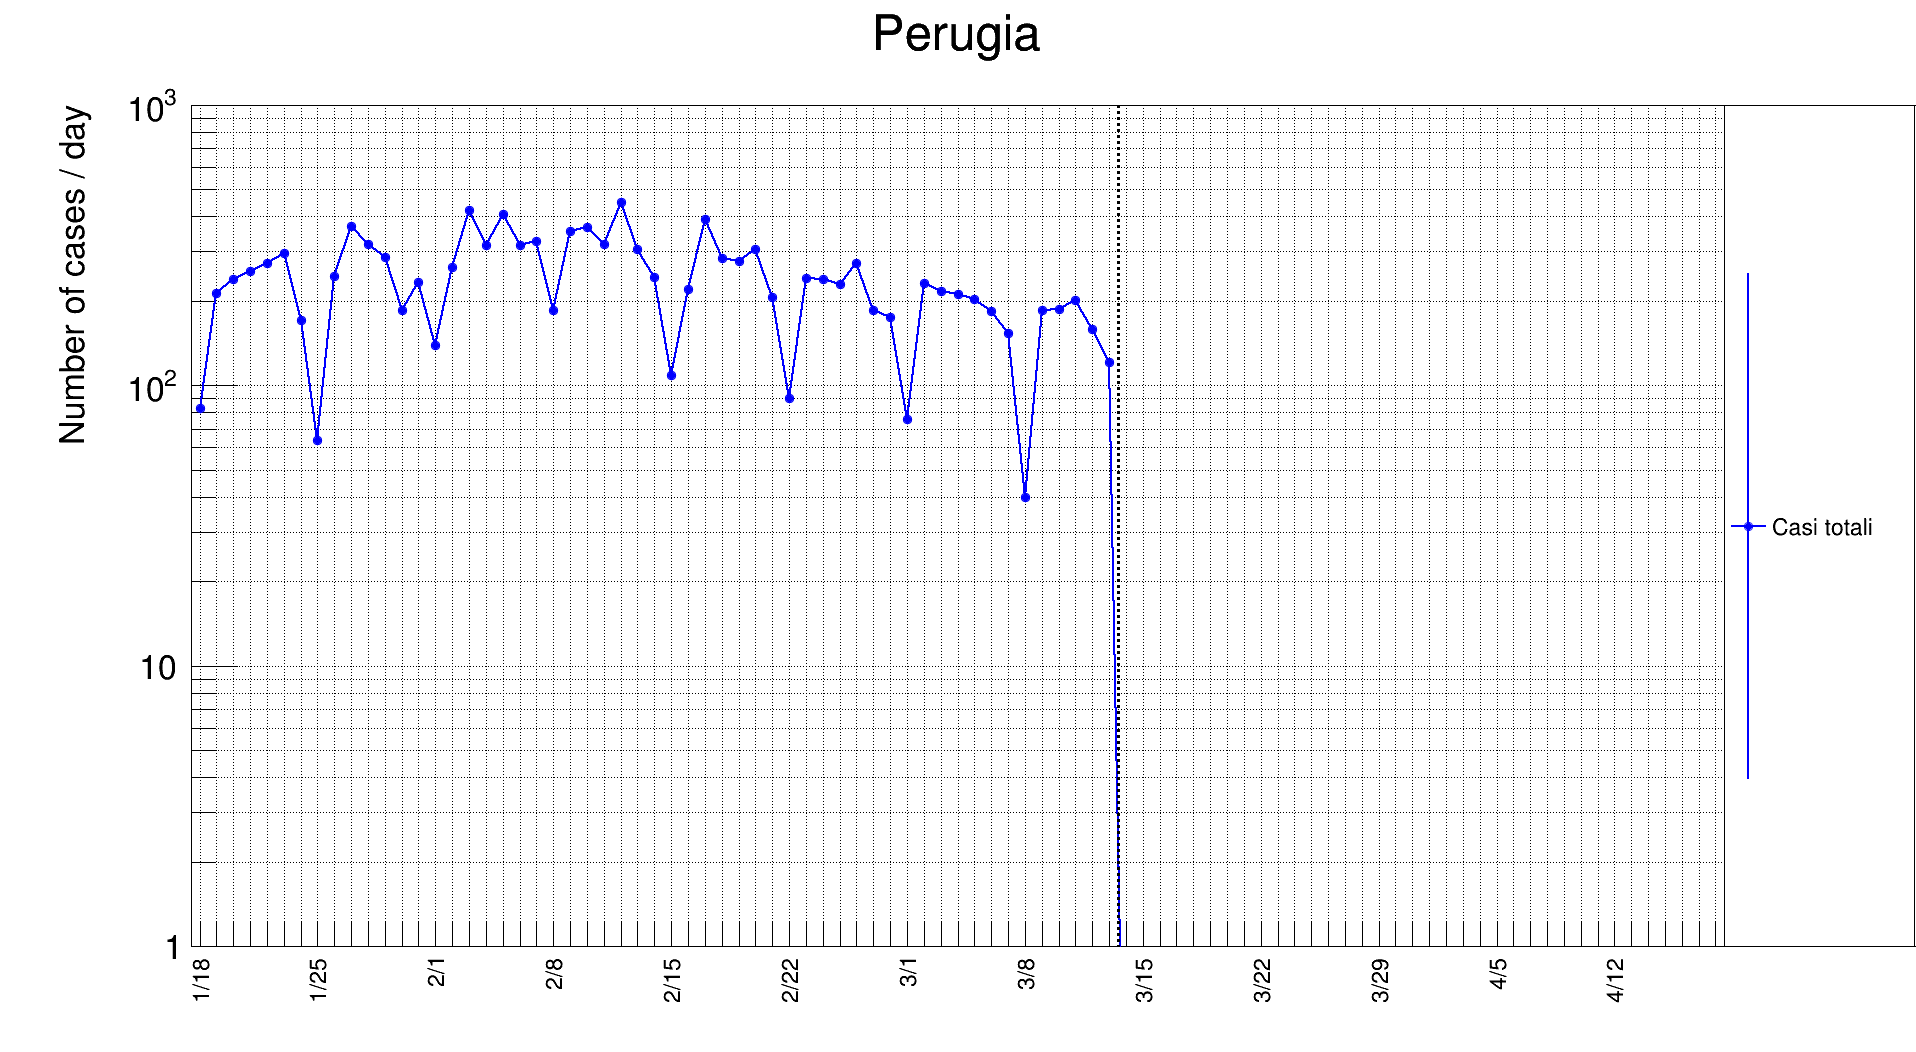 Perugia
Number of cases / day
10³
10²
10
1
1/18 1/25 2/1 2/8 2/15 2/22 3/1 3/8 3/15 3/22 3/29 4/5 4/12
Casi totali